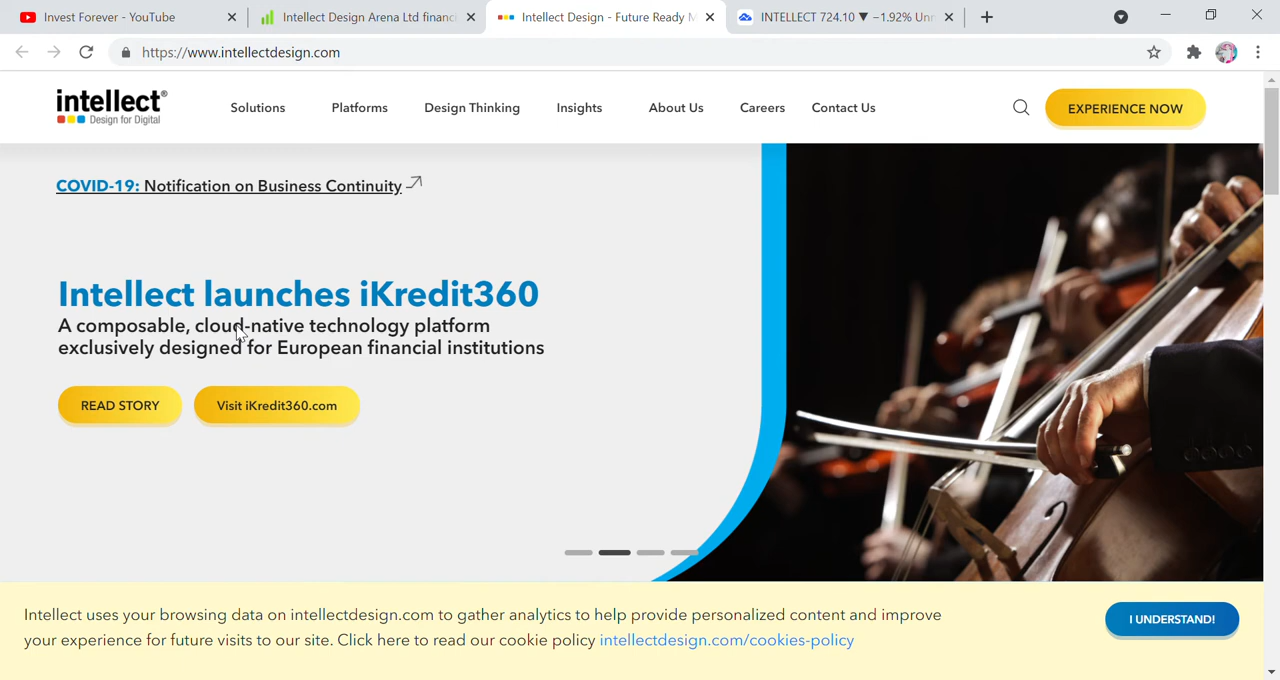 Invest Forever - YouTube
Intellect Design Arena Ltd financi
Intellect Design - Future Ready M
INTELLECT 724.10 ▼ −1.92% Unn
https://www.intellectdesign.com
intellect®
Design for Digital
Solutions
Platforms
Design Thinking
Insights
About Us
Careers
Contact Us
EXPERIENCE NOW
COVID-19: Notification on Business Continuity
Intellect launches iKredit360
A composable, cloud-native technology platform
exclusively designed for European financial institutions
READ STORY
Visit iKredit360.com
Intellect uses your browsing data on intellectdesign.com to gather analytics to help provide personalized content and improve
your experience for future visits to our site. Click here to read our cookie policy intellectdesign.com/cookies-policy
I UNDERSTAND!